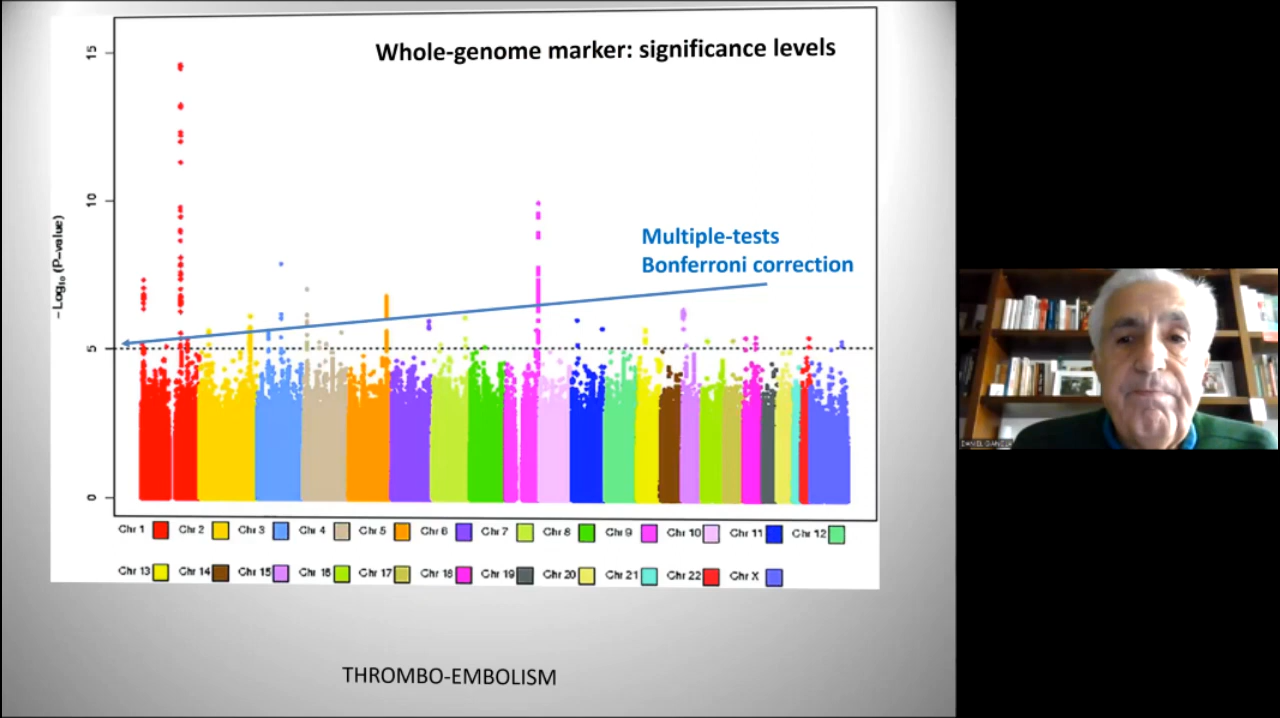 Whole-genome marker: significance levels
15
10
5
0
-Log10 (P-value)
Multiple-tests
Bonferroni correction
Chr 1 Chr 2 Chr 3 Chr 4 Chr 5 Chr 6 Chr 7 Chr 8 Chr 9 Chr 10 Chr 11 Chr 12
Chr 13 Chr 14 Chr 15 Chr 16 Chr 17 Chr 18 Chr 19 Chr 20 Chr 21 Chr 22 Chr X
THROMBO-EMBOLISM